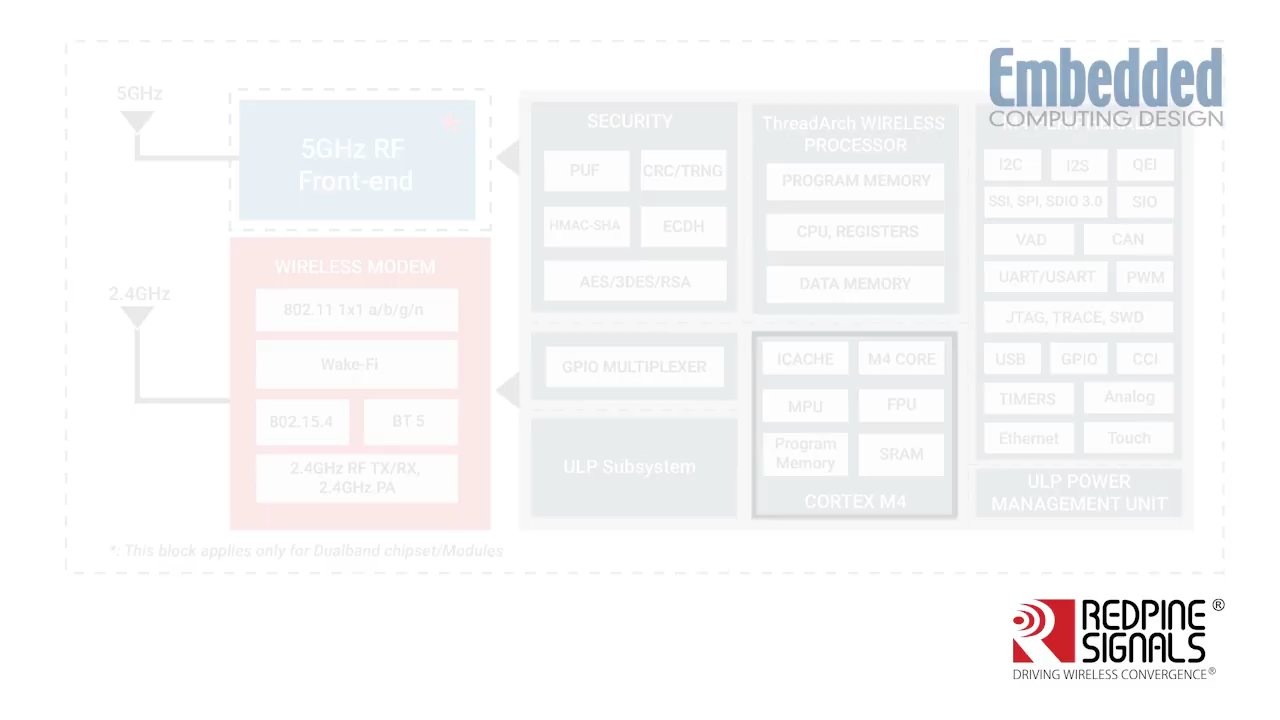 Embedded
COMPUTING DESIGN
5GHz
5GHz RF
Front-end
2.4GHz
WIRELESS MODEM
802.11 1x1 a/b/g/n
Wake-Fi
802.15.4
BT 5
2.4GHz RF TX/RX,
2.4GHz PA
SECURITY
PUF
CRC/TRNG
HMAC-SHA
ECDH
AES/3DES/RSA
GPIO MULTIPLEXER
ULP Subsystem
ThreadArch WIRELESS
PROCESSOR
PROGRAM MEMORY
CPU, REGISTERS
DATA MEMORY
ICACHE
M4 CORE
MPU
FPU
Program
Memory
SRAM
CORTEX M4
I2C
I2S
QEI
SSI, SPI, SDIO 3.0
SIO
VAD
CAN
UART/USART
PWM
JTAG, TRACE, SWD
USB
GPIO
CCI
TIMERS
Analog
Ethernet
Touch
ULP POWER
MANAGEMENT UNIT
*: This block applies only for Dualband chipset/Modules
REDPINE ®
SIGNALS
DRIVING WIRELESS CONVERGENCE®